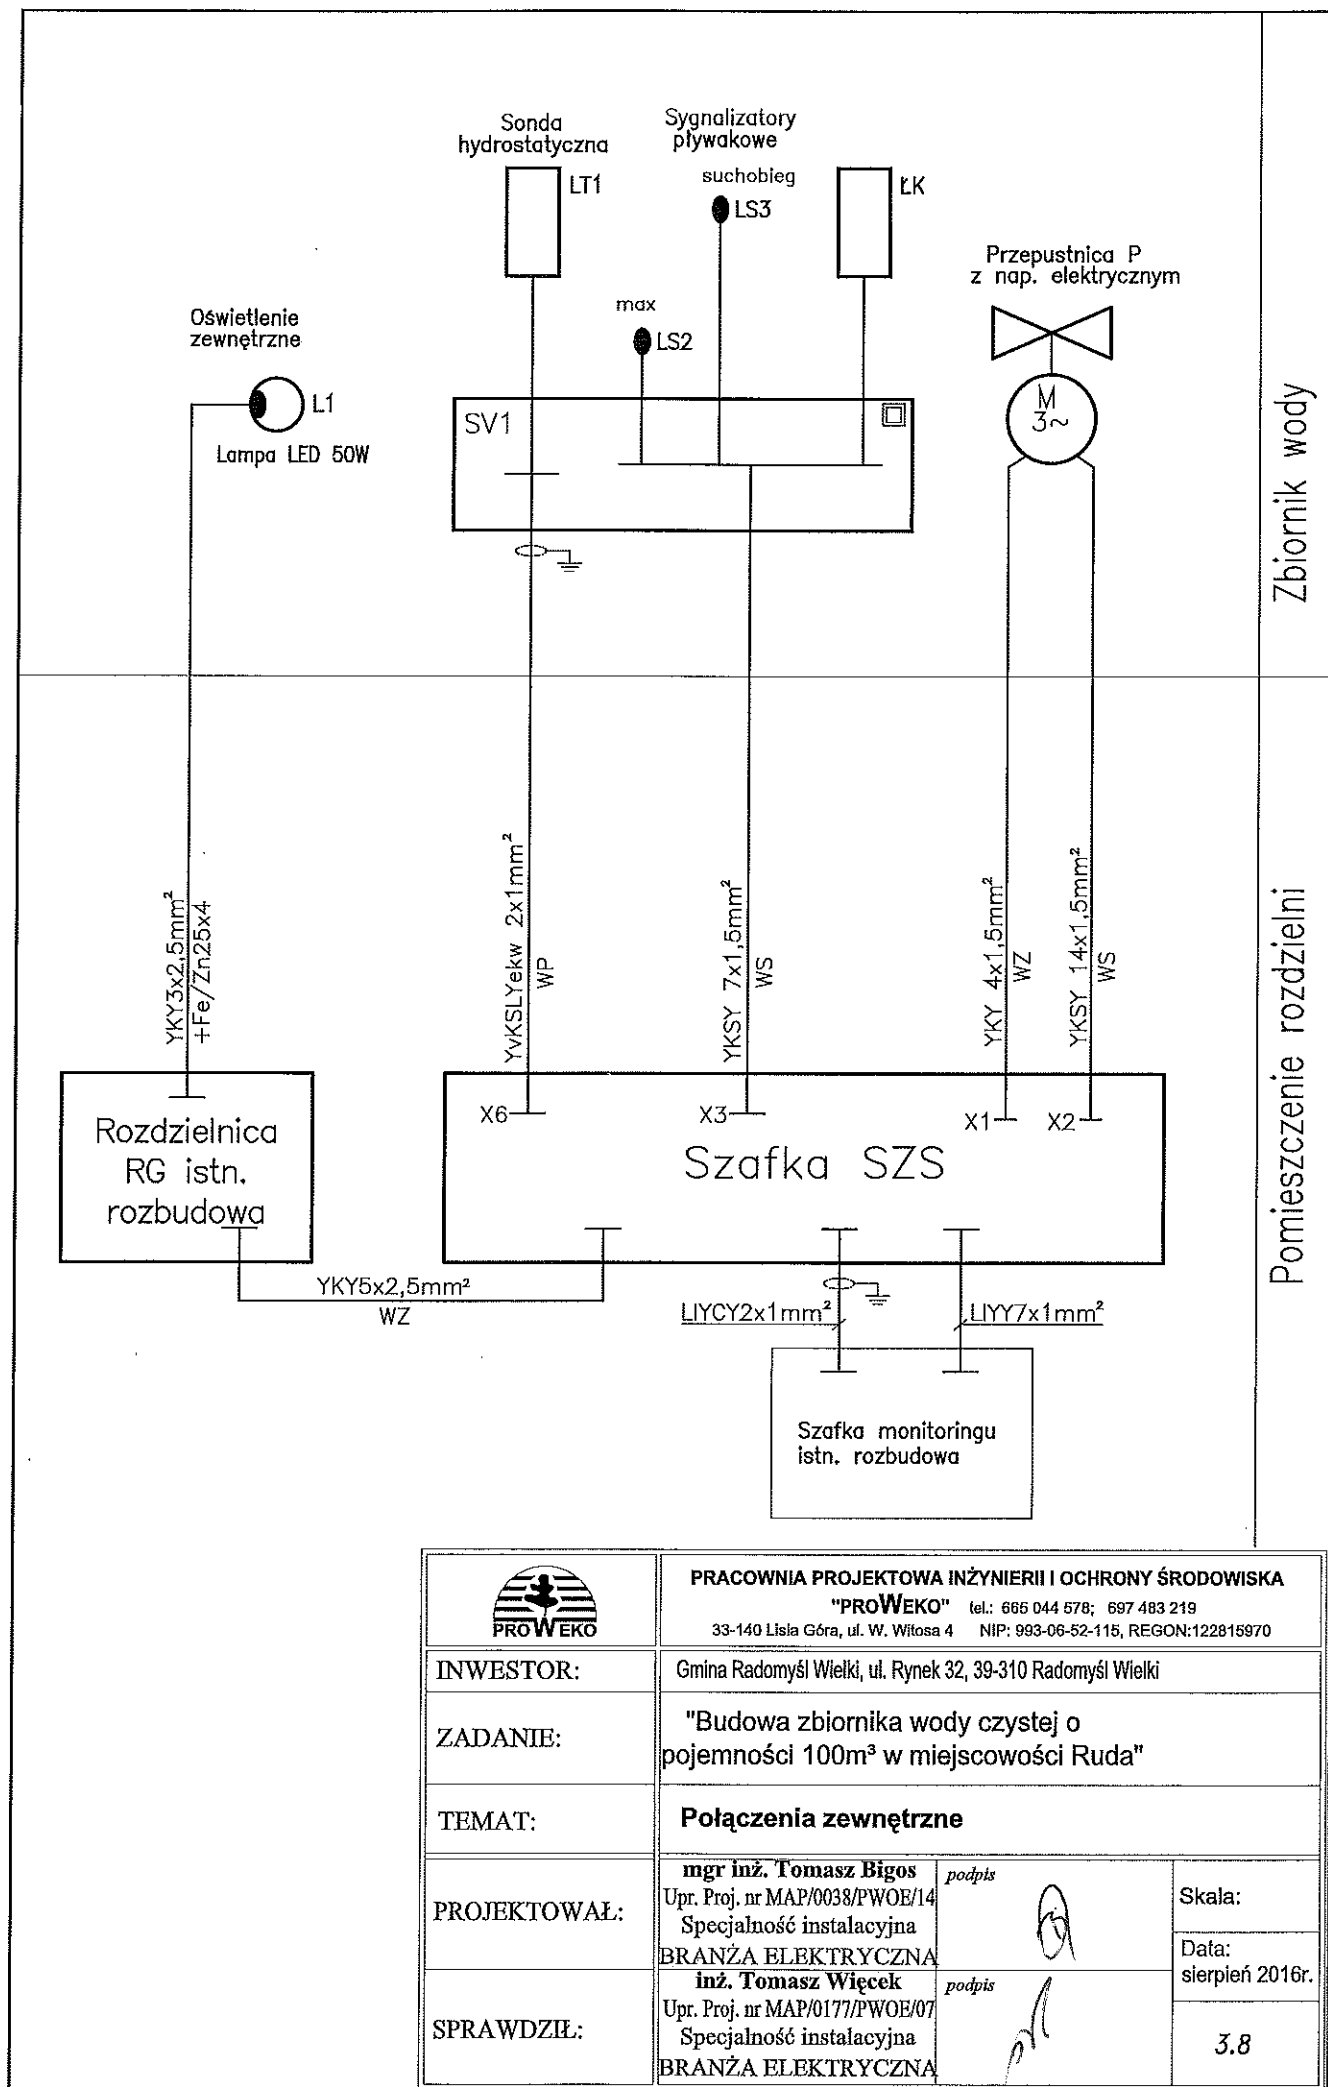 Sonda
hydrostatyczna
LT1
Sygnalizatory
pływakowe
suchobieg
LS3
ŁK
Przepustnica P
z nap. elektrycznym
max
LS2
Oświetlenie
zewnętrzne
L1
Lampa LED 50W
SV1
M
3~
Zbiornik wody
YKY3x2,5mm²
+Fe/Zn25x4
YvKSLYekw 2x1mm²
WP
YKSY 7x1,5mm²
WS
YKY 4x1,5mm²
WZ
YKSY 14x1,5mm²
WS
Pomieszczenie rozdzielni
Rozdzielnica
RG istn.
rozbudowa
X6
X3
X1
X2
Szafka SZS
YKY5x2,5mm²
WZ
LIYCY2x1mm²
LIYY7x1mm²
Szafka monitoringu
istn. rozbudowa
PROWEKO
PRACOWNIA PROJEKTOWA INŻYNIERII I OCHRONY ŚRODOWISKA
"PROWEKO" tel.: 665 044 578; 697 483 219
33-140 Lisia Góra, ul. W. Witosa 4 NIP: 993-06-52-115, REGON:122815970
INWESTOR:
Gmina Radomyśl Wielki, ul. Rynek 32, 39-310 Radomyśl Wielki
ZADANIE:
"Budowa zbiornika wody czystej o
pojemności 100m³ w miejscowości Ruda"
TEMAT:
Połączenia zewnętrzne
PROJEKTOWAŁ:
mgr inż. Tomasz Bigos
Upr. Proj. nr MAP/0038/PWOE/14
Specjalność instalacyjna
BRANŻA ELEKTRYCZNA
podpis
Skala:
Data:
sierpień 2016r.
SPRAWDZIŁ:
inż. Tomasz Więcek
Upr. Proj. nr MAP/0177/PWOE/07
Specjalność instalacyjna
BRANŻA ELEKTRYCZNA
podpis
3.8